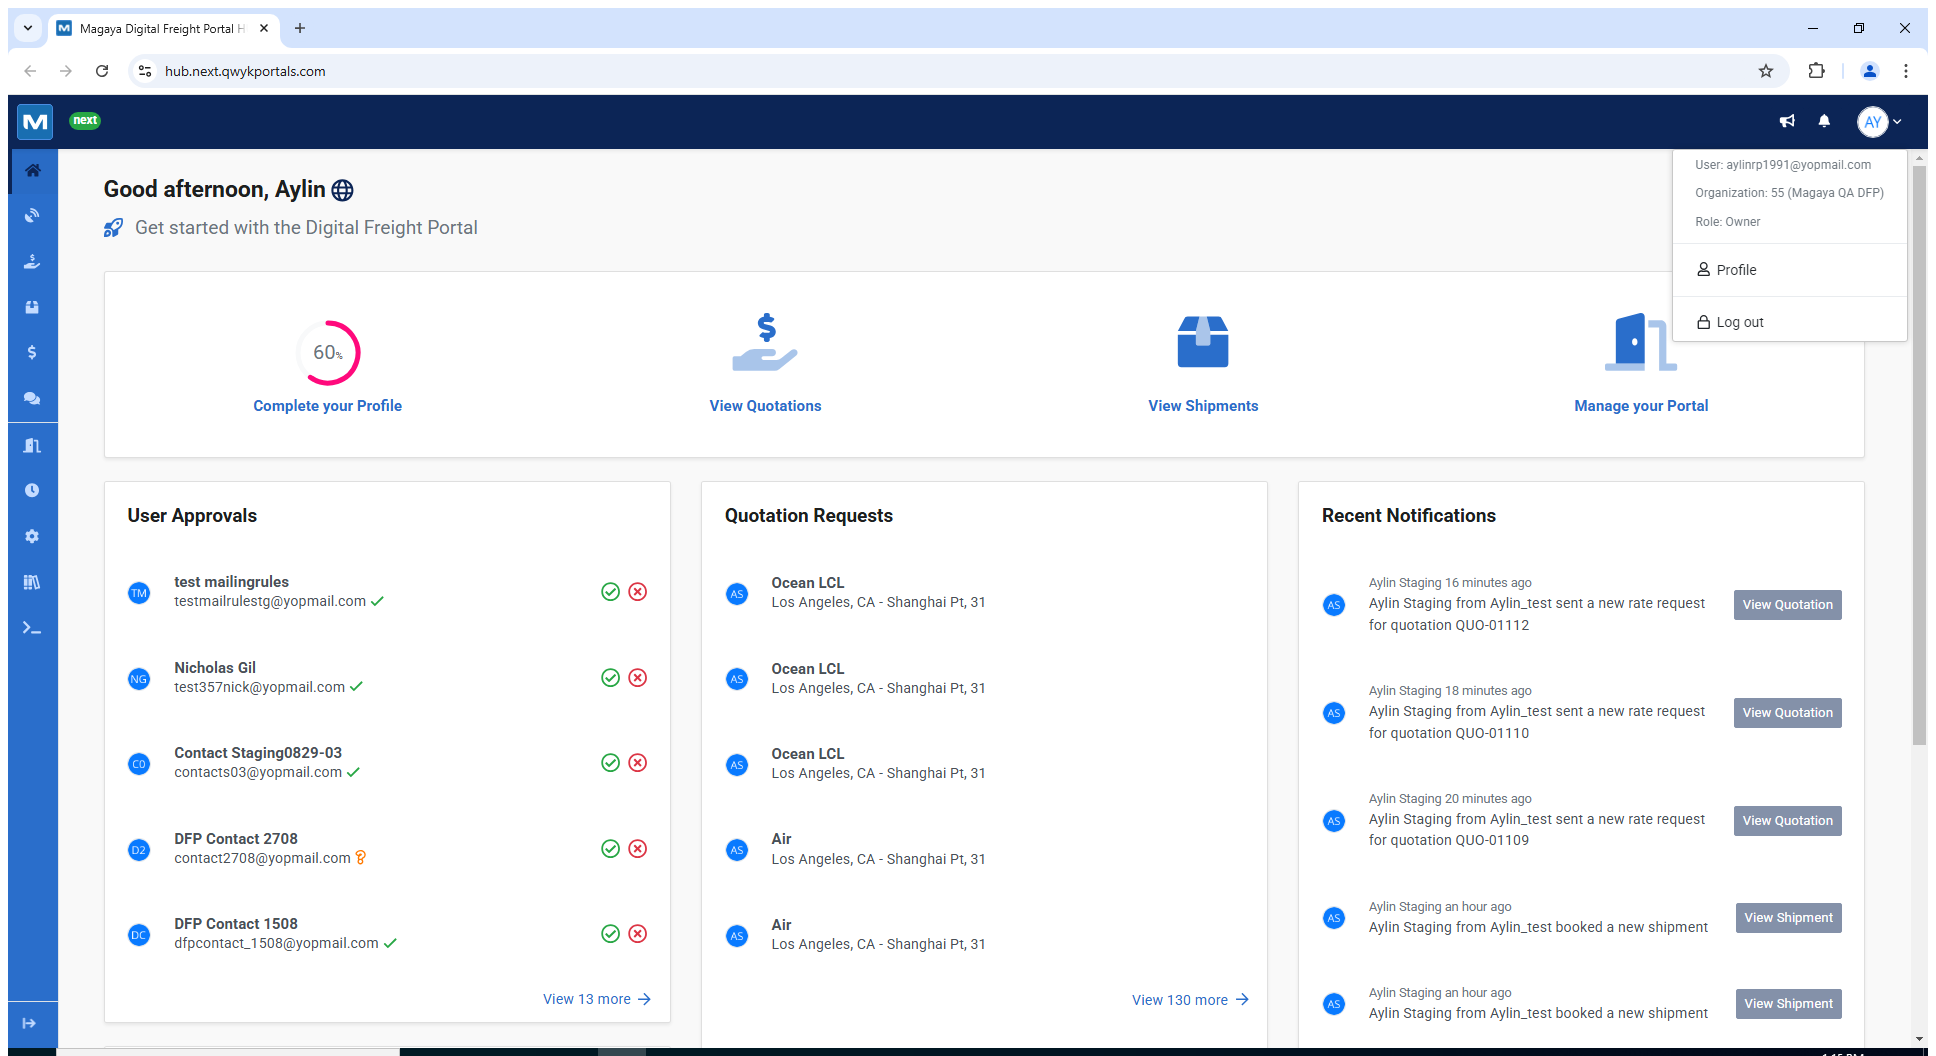 Magaya Digital Freight Portal H
hub.next.qwykportals.com
M
next
AY
User: aylinrp1991@yopmail.com
Organization: 55 (Magaya QA DFP)
Role: Owner
Profile
Log out
Good afternoon, Aylin
Get started with the Digital Freight Portal
60%
Complete your Profile
View Quotations
View Shipments
Manage your Portal
User Approvals
TM
test mailingrules
testmailrulestg@yopmail.com
NG
Nicholas Gil
test357nick@yopmail.com
C0
Contact Staging0829-03
contacts03@yopmail.com
D2
DFP Contact 2708
contact2708@yopmail.com
DC
DFP Contact 1508
dfpcontact_1508@yopmail.com
View 13 more
Quotation Requests
AS
Ocean LCL
Los Angeles, CA - Shanghai Pt, 31
AS
Ocean LCL
Los Angeles, CA - Shanghai Pt, 31
AS
Ocean LCL
Los Angeles, CA - Shanghai Pt, 31
AS
Air
Los Angeles, CA - Shanghai Pt, 31
AS
Air
Los Angeles, CA - Shanghai Pt, 31
View 130 more
Recent Notifications
AS
Aylin Staging 16 minutes ago
Aylin Staging from Aylin_test sent a new rate request
for quotation QUO-01112
View Quotation
AS
Aylin Staging 18 minutes ago
Aylin Staging from Aylin_test sent a new rate request
for quotation QUO-01110
View Quotation
AS
Aylin Staging 20 minutes ago
Aylin Staging from Aylin_test sent a new rate request
for quotation QUO-01109
View Quotation
AS
Aylin Staging an hour ago
Aylin Staging from Aylin_test booked a new shipment
View Shipment
AS
Aylin Staging an hour ago
Aylin Staging from Aylin_test booked a new shipment
View Shipment